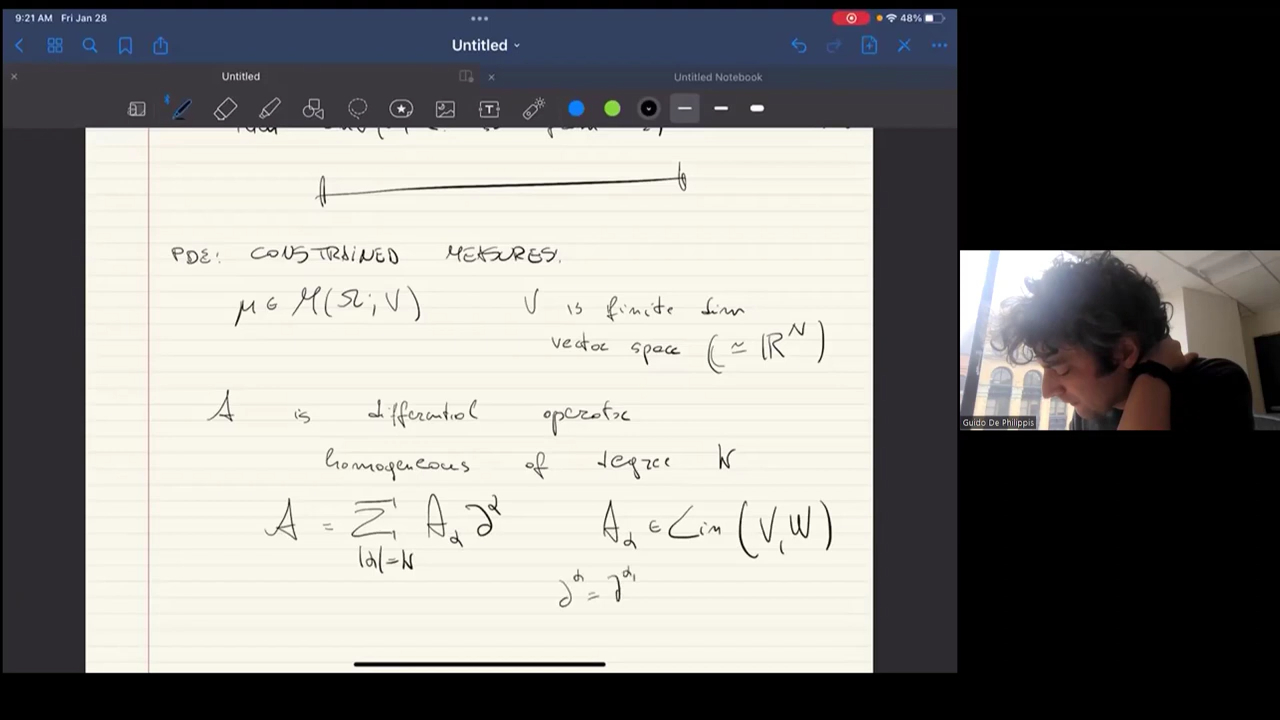 9:21 AM Fri Jan 28
48%
Untitled
Untitled
Untitled Notebook
PDE: CONSTRAINED MEASURES.
μ ∈ M(Ω; V) V is finite dim
vector space (≃ ℝ^N)
A is differential operator
homogeneous of degree k
A = Σ_{|α|=k} A_α ∂^α A_α ∈ Lin (V, W)
∂^α = ∂^{α_1}
Guido De Philippis